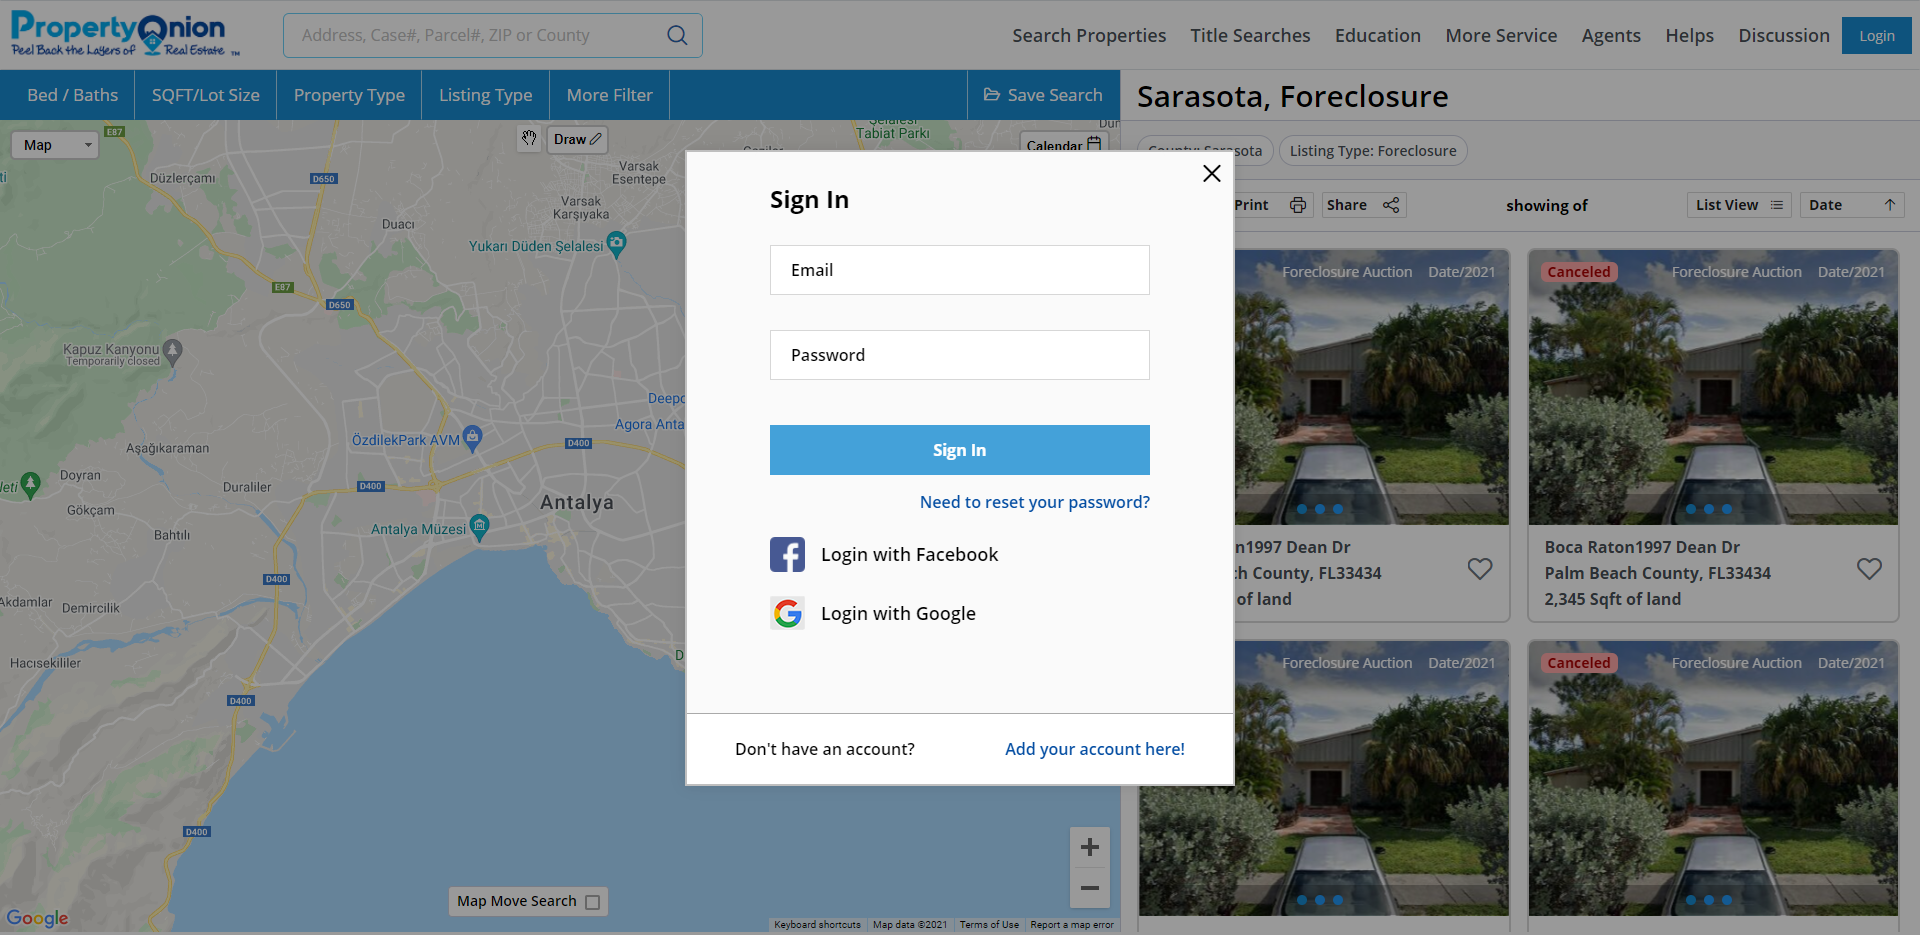 PropertyOnion
Peel Back the Layers of Real Estate ™
Address, Case#, Parcel#, ZIP or County
Search Properties
Title Searches
Education
More Service
Agents
Helps
Discussion
Login
Bed / Baths
SQFT/Lot Size
Property Type
Listing Type
More Filter
Save Search
Sarasota, Foreclosure
Map
Draw
Calendar
Listing Type: Foreclosure
Print
Share
showing of
List View
Date
E87
Şelalesi
Tabiat Parkı
Düzlerçamı
D650
Varsak
Esentepe
Varsak
Karşıyaka
Duacı
Yukarı Düden Şelalesi
E87
D650
Kapuz Kanyonu
Temporarily closed
Agora Anta
ÖzdilekPark AVM
D400
Aşağıkaraman
Doyran
Duraliler
D400
Gökçam
Antalya
Antalya Müzesi
Bahtılı
D400
Akdamlar
Demircilik
Hacısekililer
D400
D400
Map Move Search
Google
Keyboard shortcuts
Map data ©2021
Terms of Use
Report a map error
Sign In
Email
Password
Sign In
Need to reset your password?
Login with Facebook
Login with Google
Don't have an account?
Add your account here!
Foreclosure Auction
Date/2021
n1997 Dean Dr
h County, FL33434
of land
Canceled
Foreclosure Auction
Date/2021
Boca Raton1997 Dean Dr
Palm Beach County, FL33434
2,345 Sqft of land
Foreclosure Auction
Date/2021
Canceled
Foreclosure Auction
Date/2021